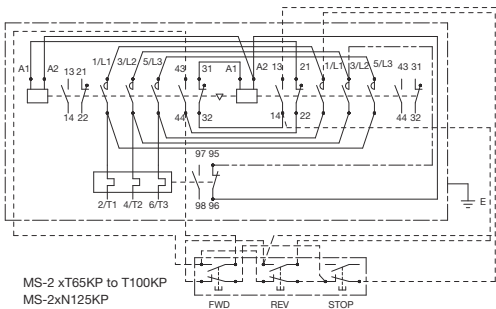 A1 A2 13 21 1/L1 3/L2 5/L3 43 31 A1 A2 13 21 1/L1 3/L2 5/L3 43 31
14 22 44 32 14 22 44 32
97 95
2/T1 4/T2 6/T3 98 96
E
MS-2 xT65KP to T100KP
MS-2xN125KP
FWD REV STOP